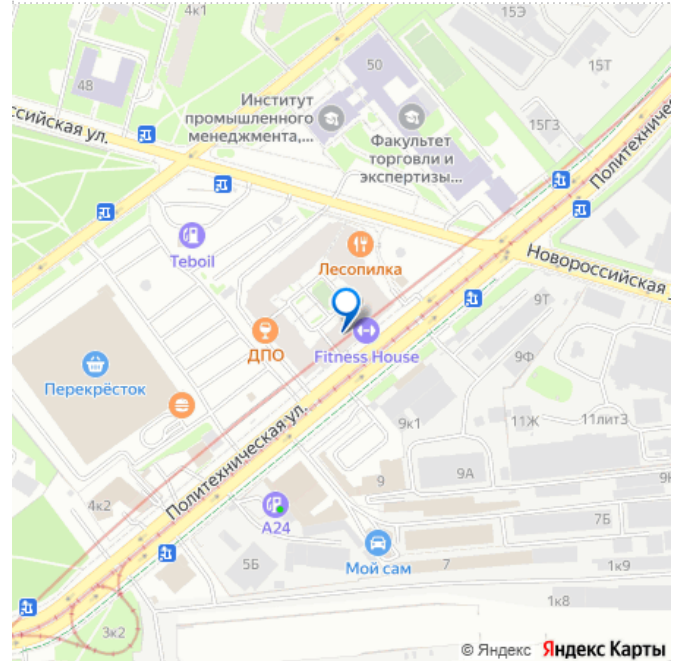 4к1
15Э
15Т
50
48
Институт
промышленного
менеджмента,...
Факультет
торговли и
экспертизы...
15Г3
ссийская ул.
Политехническ
Teboil
Лесопилка
Новороссийская
9Т
ДПО
Fitness House
9Ф
Перекрёсток
Политехническая ул.
9к1
11Ж
11лит3
4к2
9
9А
А24
7Б
5Б
Мой сам
7
1к9
1к8
3к2
© Яндекс Яндекс Карты